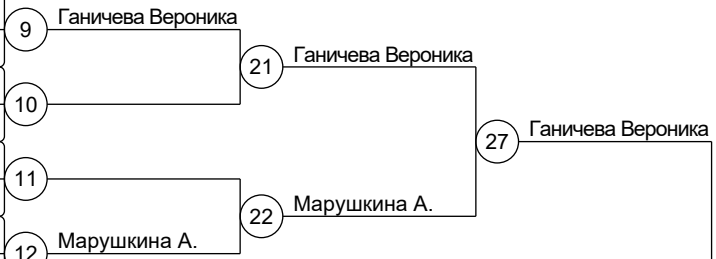 9 Ганичева Вероника
21 Ганичева Вероника
10
27 Ганичева Вероника
11
22 Марушкина А.
12 Марушкина А.